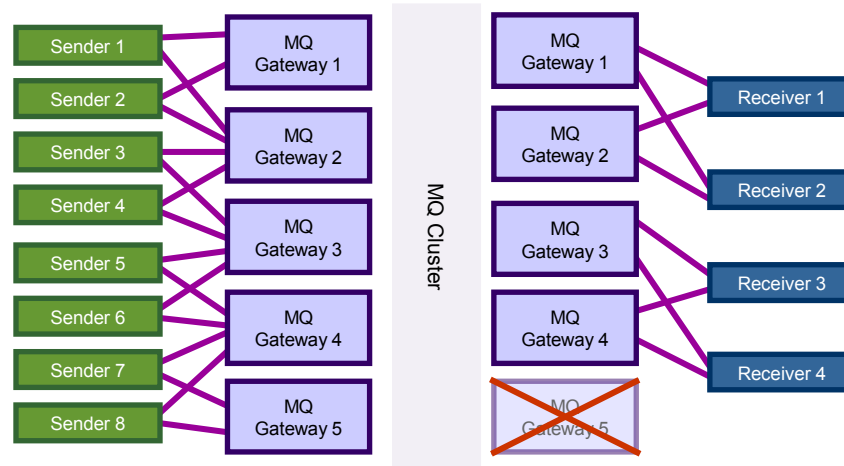 Sender 1
Sender 2
Sender 3
Sender 4
Sender 5
Sender 6
Sender 7
Sender 8
MQ
Gateway 1
MQ
Gateway 2
MQ
Gateway 3
MQ
Gateway 4
MQ
Gateway 5
MQ Cluster
MQ
Gateway 1
MQ
Gateway 2
MQ
Gateway 3
MQ
Gateway 4
MQ
Gateway 5
Receiver 1
Receiver 2
Receiver 3
Receiver 4